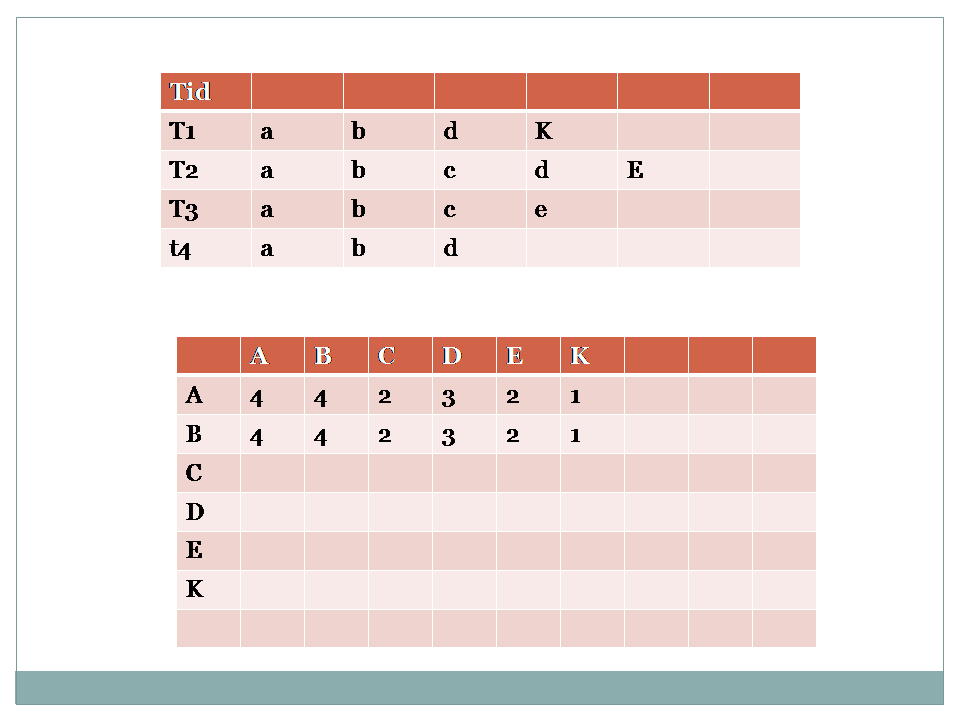 Tid
T1 a b d K
T2 a b c d E
T3 a b c e
t4 a b d
A B C D E K
A 4 4 2 3 2 1
B 4 4 2 3 2 1
C
D
E
K